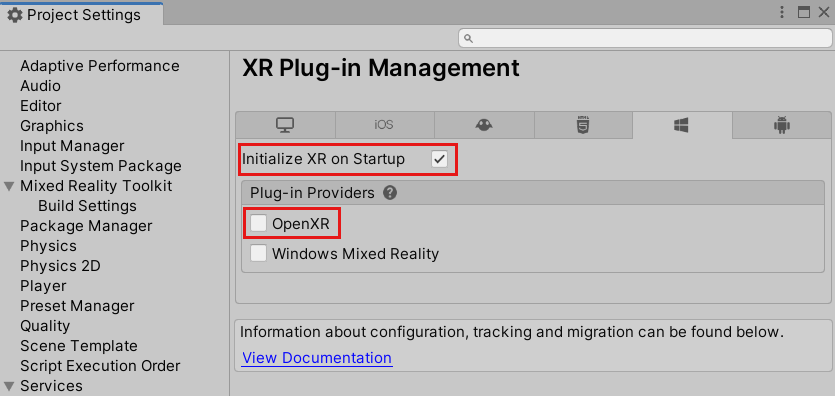 Project Settings
Adaptive Performance
Audio
Editor
Graphics
Input Manager
Input System Package
Mixed Reality Toolkit
Build Settings
Package Manager
Physics
Physics 2D
Player
Preset Manager
Quality
Scene Template
Script Execution Order
Services
XR Plug-in Management
iOS
HTML
5
Initialize XR on Startup
Plug-in Providers ?
OpenXR
Windows Mixed Reality
Information about configuration, tracking and migration can be found below.
View Documentation